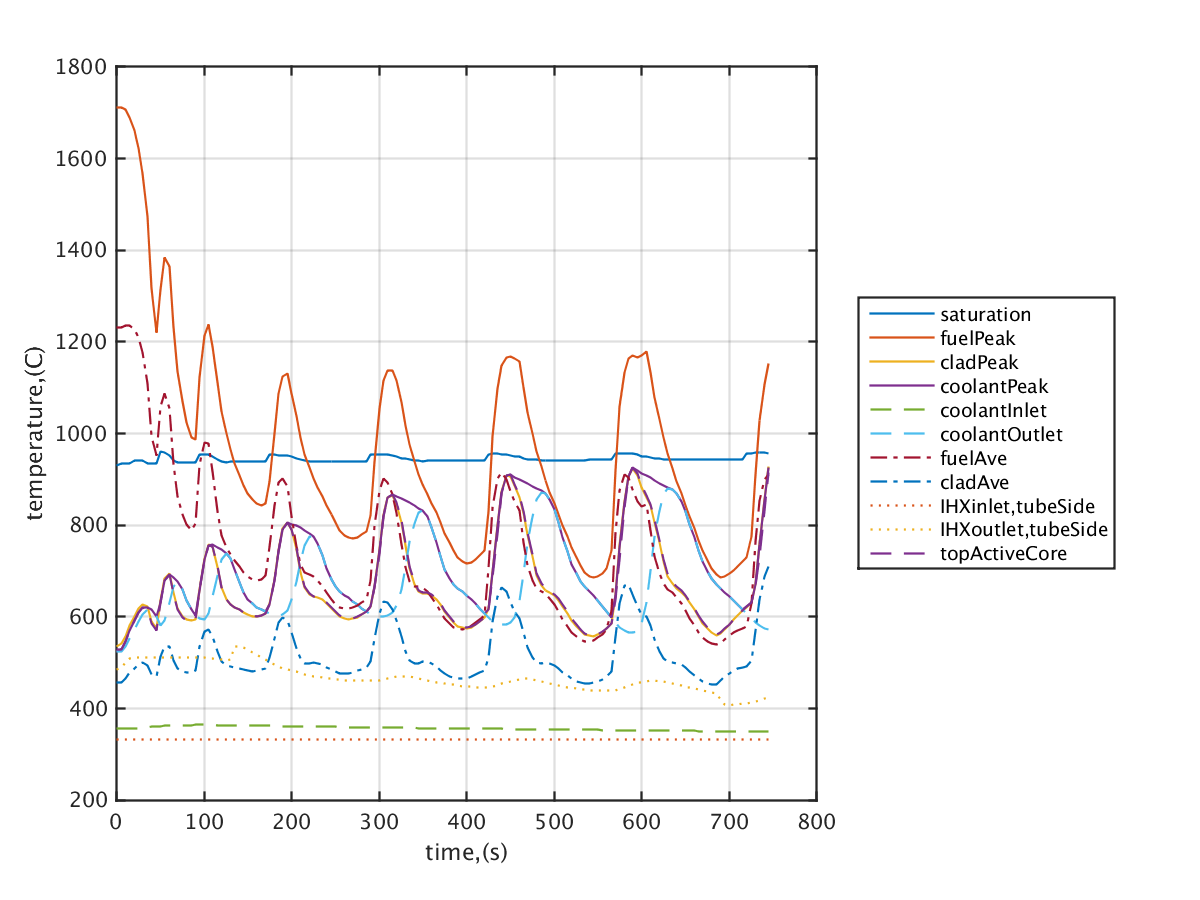 1800
1600
1400
1200
1000
800
600
400
200
temperature,(C)
0 100 200 300 400 500 600 700 800
time,(s)
saturation
fuelPeak
cladPeak
coolantPeak
coolantInlet
coolantOutlet
fuelAve
cladAve
IHXinlet,tubeSide
IHXoutlet,tubeSide
topActiveCore